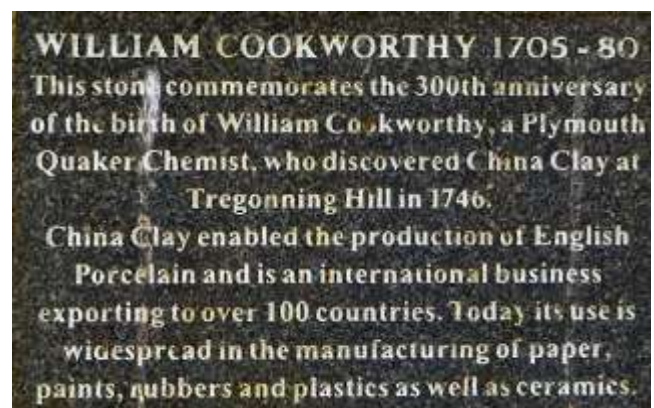 WILLIAM COOKWORTHY 1705 - 80
This stone commemorates the 300th anniversary
of the birth of William Cookworthy, a Plymouth
Quaker Chemist, who discovered China Clay at
Tregonning Hill in 1746.
China Clay enabled the production of English
Porcelain and is an international business
exporting to over 100 countries. Today its use is
widespread in the manufacturing of paper,
paints, rubbers and plastics as well as ceramics.